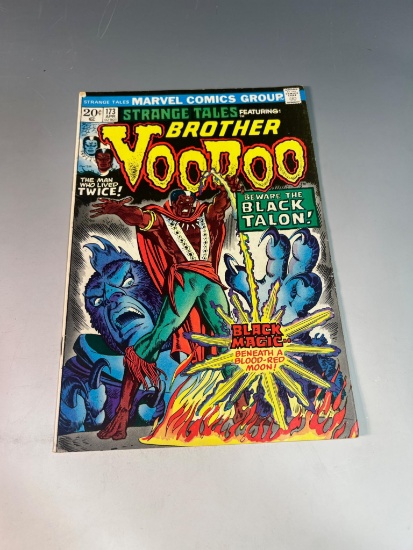 STRANGE TALES
MARVEL COMICS GROUP
20¢
173
STRANGE TALES FEATURING:
BROTHER
VOODOO
THE MAN
WHO LIVED
TWICE!
BEWARE THE
BLACK
TALON!
BLACK
MAGIC--
BENEATH A
BLOOD-RED
MOON!